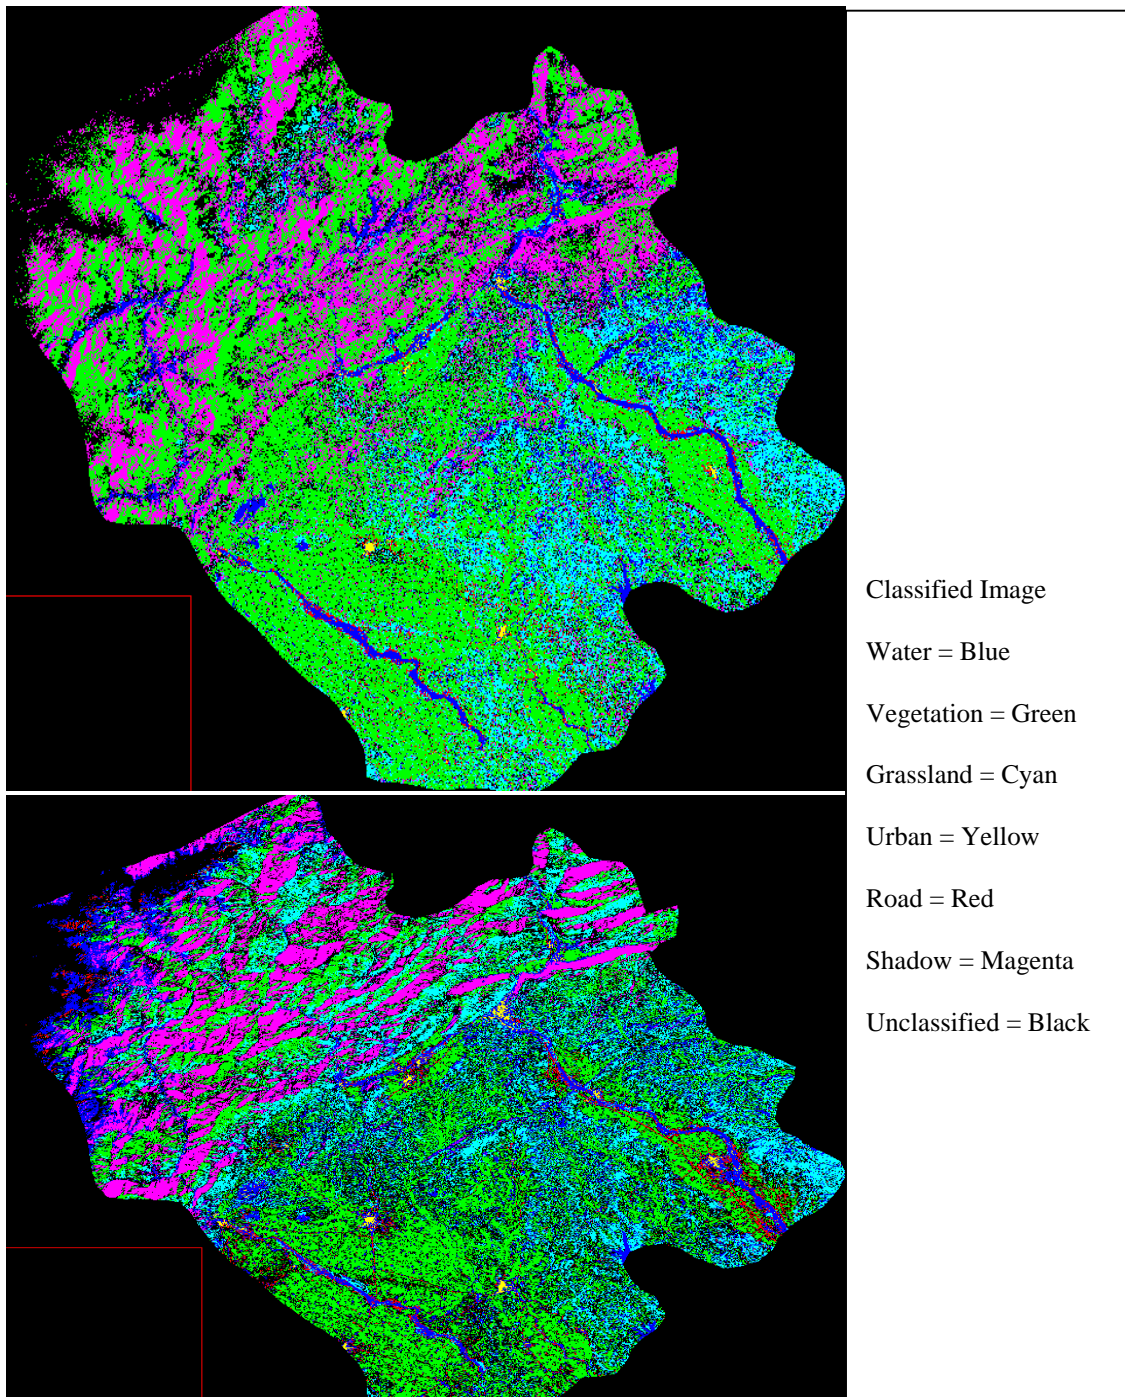 Classified Image
Water = Blue
Vegetation = Green
Grassland = Cyan
Urban = Yellow
Road = Red
Shadow = Magenta
Unclassified = Black